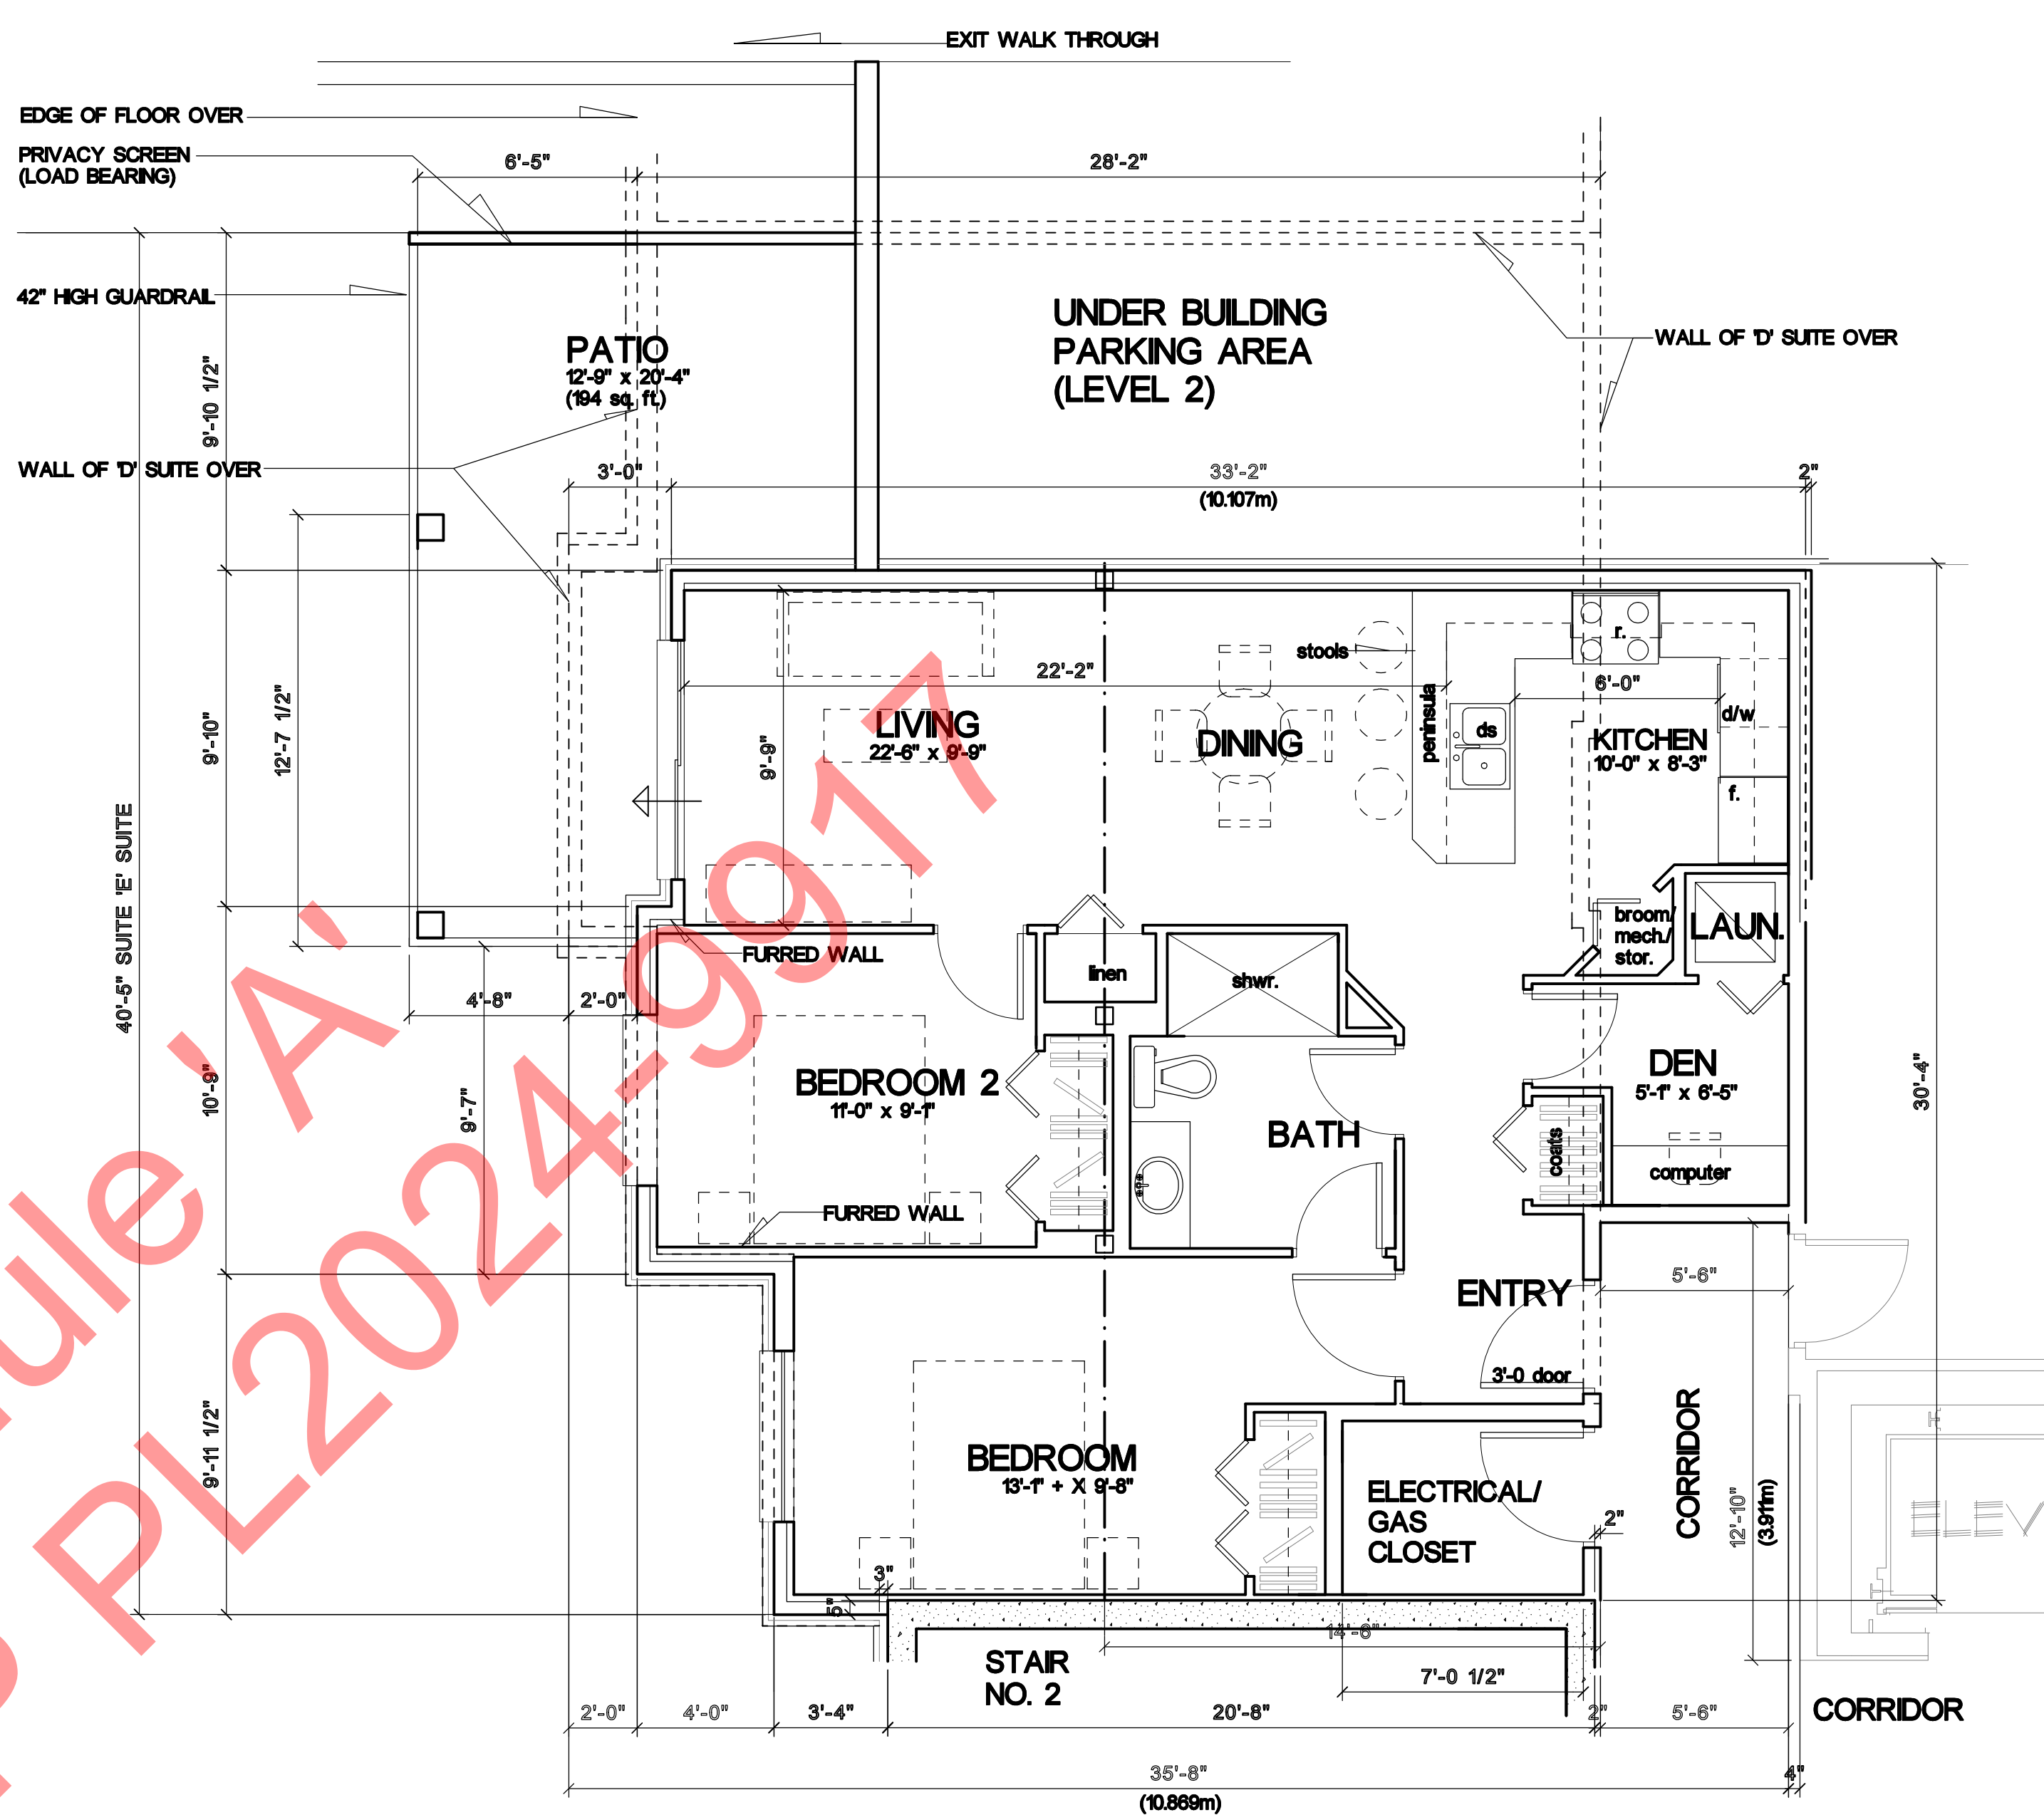 EXIT WALK THROUGH
EDGE OF FLOOR OVER
PRIVACY SCREEN
(LOAD BEARING)
6'-5"
28'-2"
42" HIGH GUARDRAIL
UNDER BUILDING
PARKING AREA
(LEVEL 2)
WALL OF 'D' SUITE OVER
PATIO
12'-9" x 20'-4"
(194 sq. ft.)
9'-10 1/2"
WALL OF 'D' SUITE OVER
3'-0"
33'-2"
(10.107m)
2"
12'-7 1/2"
9'-10"
40'-5" SUITE 'E' SUITE
stools
22'-2"
r.
6'-0"
LIVING
22'-6" x 9'-9"
9'-9"
DINING
peninsula
ds
d/w
KITCHEN
10'-0" x 8'-3"
f.
FURRED WALL
linen
shwr.
broom/
mech./
stor.
LAUN.
4'-8"
2'-0"
BEDROOM 2
11'-0" x 9'-1"
10'-9"
9'-7"
BATH
DEN
5'-1" x 6'-5"
coats
computer
30'-4"
FURRED WALL
ENTRY
5'-6"
3'-0 door
9'-11 1/2"
BEDROOM
13'-1" + X 9'-8"
ELECTRICAL/
GAS
CLOSET
2"
CORRIDOR
12'-10"
(3.911m)
3"
5"
14'-6"
STAIR
NO. 2
7'-0 1/2"
2'-0"
4'-0"
3'-4"
20'-8"
2"
5'-6"
CORRIDOR
35'-8"
(10.869m)
4"
ule 'A'
PL2024-9917